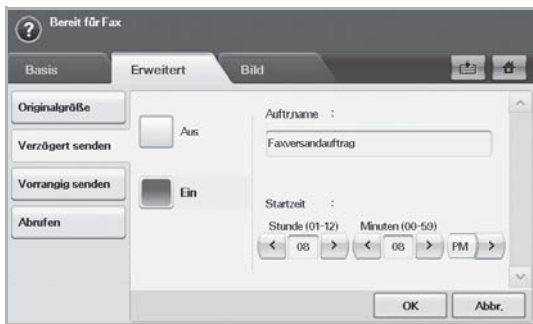 Bereit für Fax
Basis Erweitert Bild
Originalgröße
Verzögert senden
Vorrangig senden
Abrufen
Aus
Ein
Auftr,name :
Faxversandauftrag
Startzeit :
Stunde (01-12) Minuten (00-59)
< 08 > < 08 > PM >
OK Abbr.